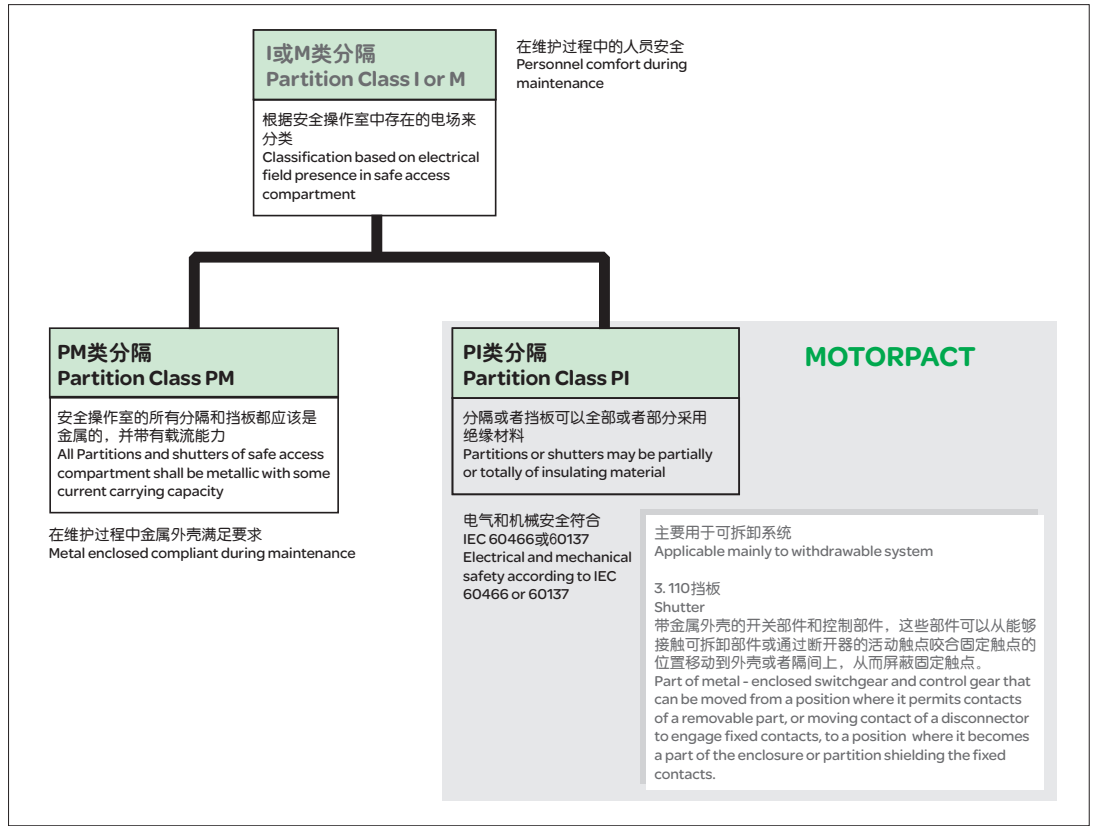 I或M类分隔
Partition Class I or M
在维护过程中的人员安全
Personnel comfort during
maintenance
根据安全操作室中存在的电场来
分类
Classification based on electrical
field presence in safe access
compartment
PM类分隔
Partition Class PM
安全操作室的所有分隔和挡板都应该是
金属的，并带有载流能力
All Partitions and shutters of safe access
compartment shall be metallic with some
current carrying capacity
在维护过程中金属外壳满足要求
Metal enclosed compliant during maintenance
PI类分隔
Partition Class PI
MOTORPACT
分隔或者挡板可以全部或者部分采用
绝缘材料
Partitions or shutters may be partially
or totally of insulating material
电气和机械安全符合
IEC 60466或60137
Electrical and mechanical
safety according to IEC
60466 or 60137
主要用于可拆卸系统
Applicable mainly to withdrawable system
3. 110挡板
Shutter
带金属外壳的开关部件和控制部件，这些部件可以从能够
接触可拆卸部件或通过断开器的活动触点咬合固定触点的
位置移动到外壳或者隔间上，从而屏蔽固定触点。
Part of metal - enclosed switchgear and control gear that
can be moved from a position where it permits contacts
of a removable part, or moving contact of a disconnector
to engage fixed contacts, to a position where it becomes
a part of the enclosure or partition shielding the fixed
contacts.